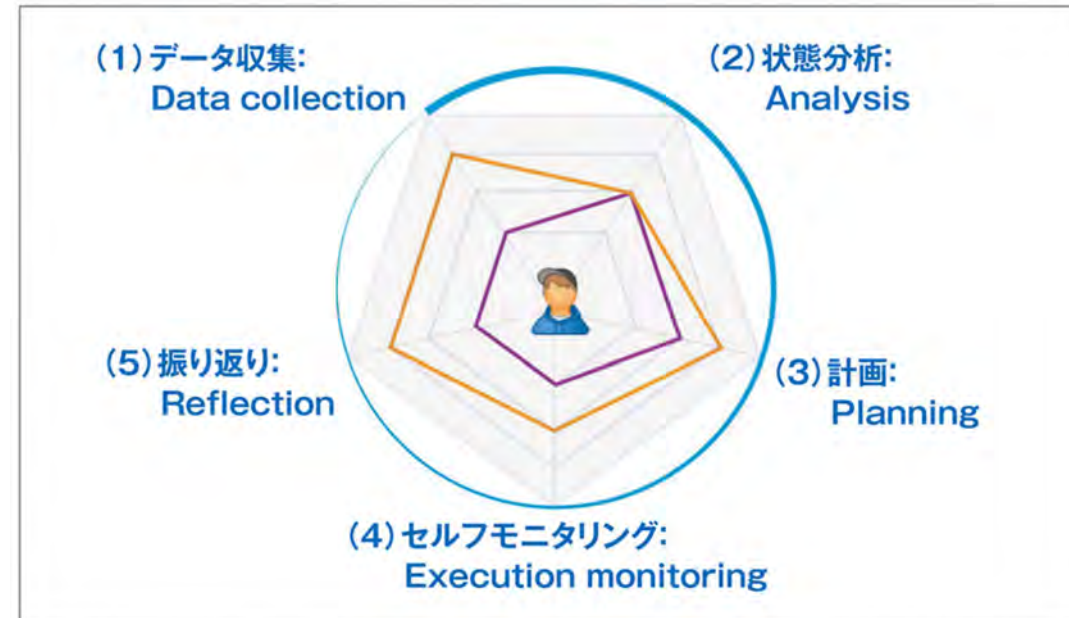 (1)データ収集:
Data collection
(2)状態分析:
Analysis
(3)計画:
Planning
(4)セルフモニタリング:
Execution monitoring
(5)振り返り:
Reflection